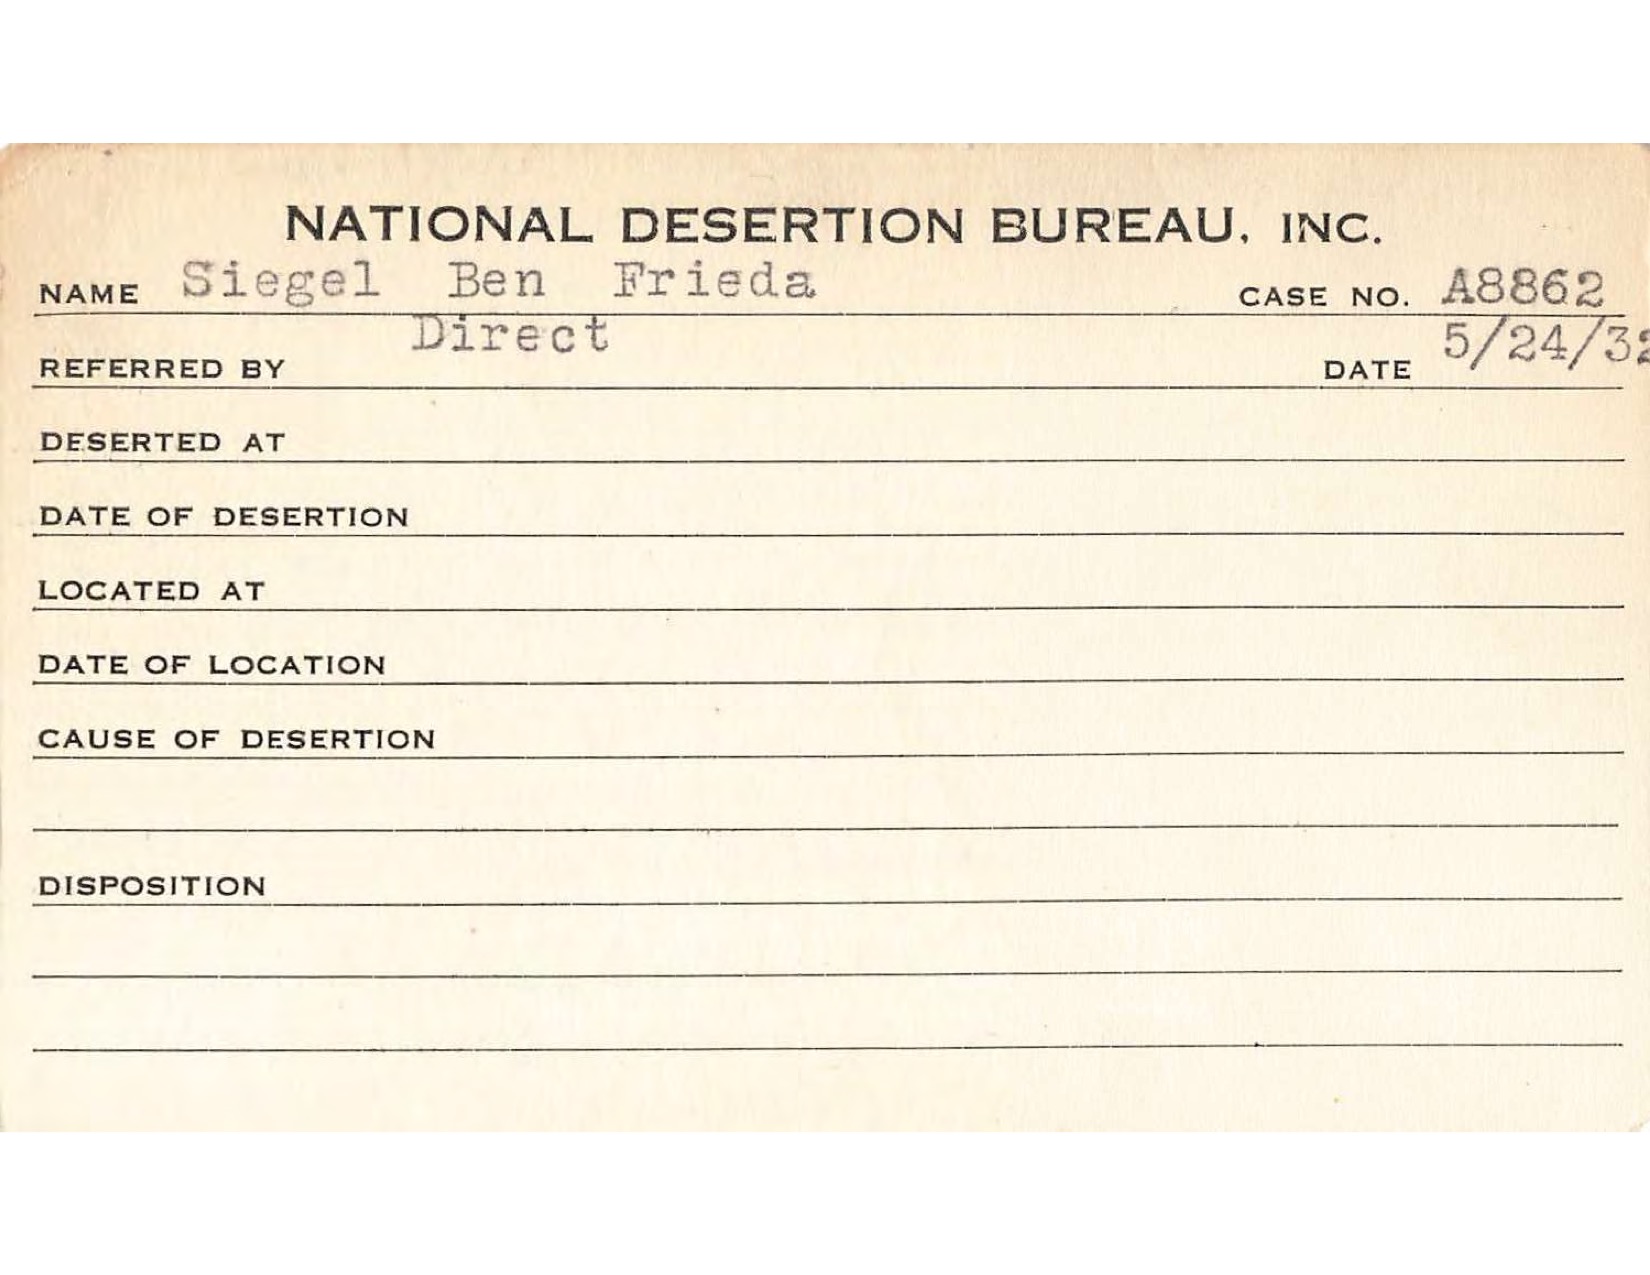 NATIONAL DESERTION BUREAU, INC.
NAME Siegel Ben Frieda CASE NO. A8862
REFERRED BY Direct DATE 5/24/32
DESERTED AT
DATE OF DESERTION
LOCATED AT
DATE OF LOCATION
CAUSE OF DESERTION
DISPOSITION